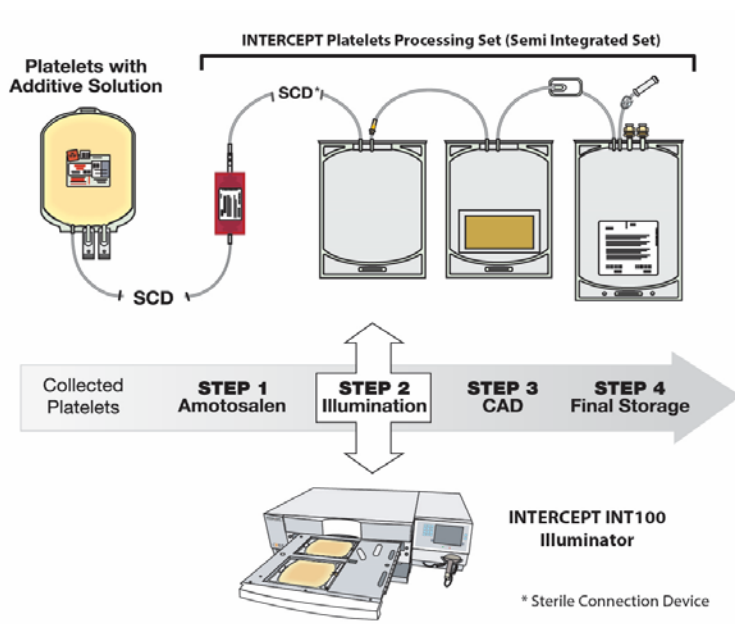 INTERCEPT Platelets Processing Set (Semi Integrated Set)
Platelets with
Additive Solution
SCD*
SCD
Collected
Platelets
STEP 1
Amotosalen
STEP 2
Illumination
STEP 3
CAD
STEP 4
Final Storage
INTERCEPT INT100
Illuminator
* Sterile Connection Device